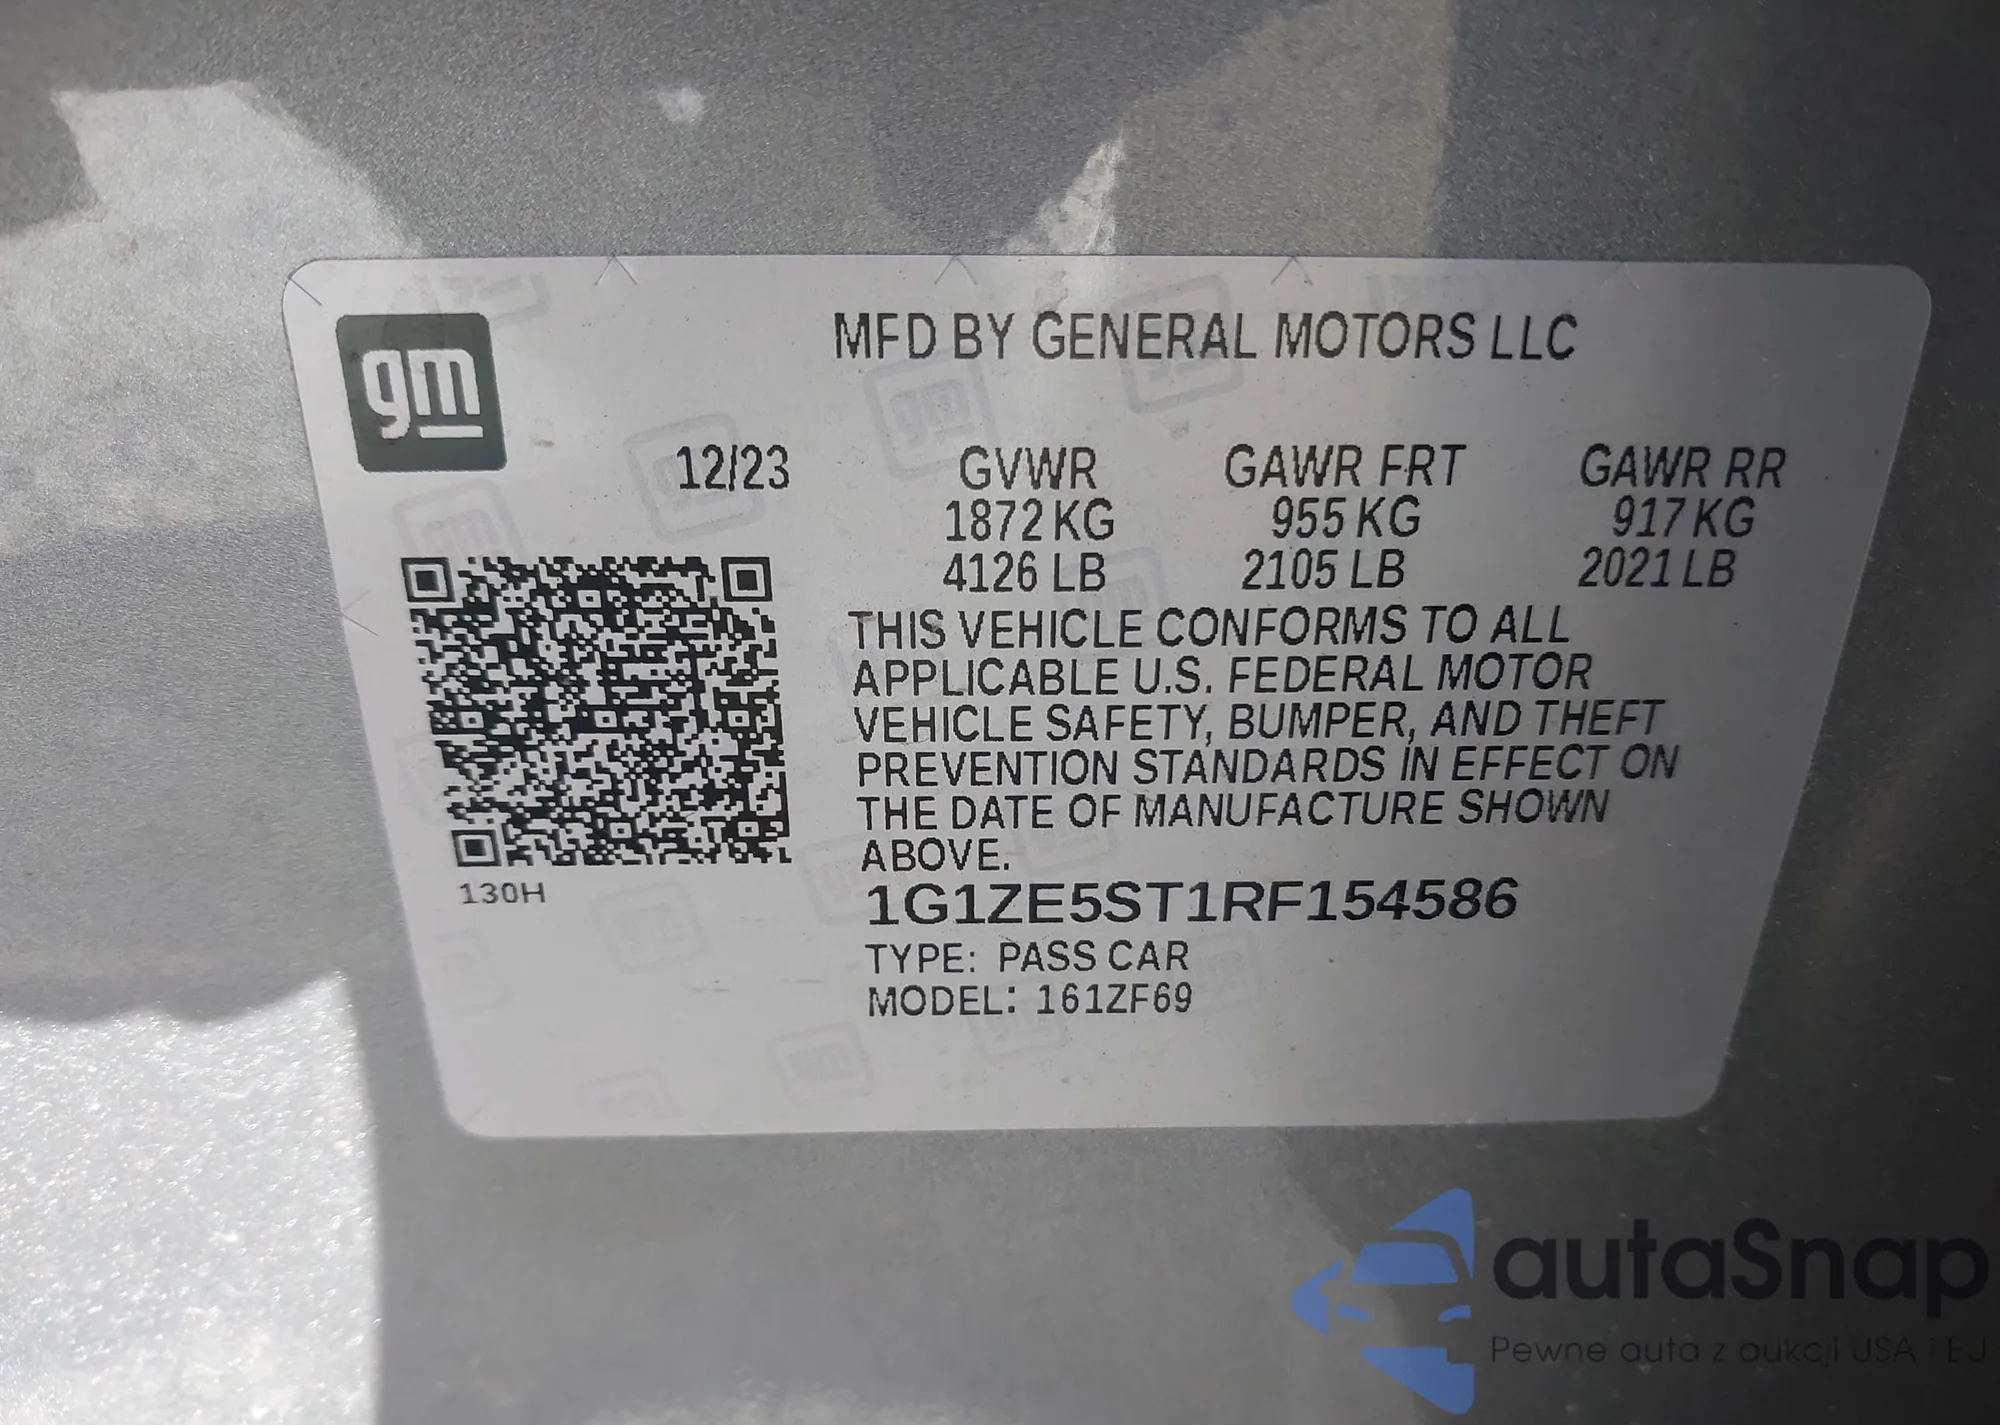 gm
MFD BY GENERAL MOTORS LLC
12/23 GVWR GAWR FRT GAWR RR
1872 KG 955 KG 917 KG
4126 LB 2105 LB 2021 LB
THIS VEHICLE CONFORMS TO ALL
APPLICABLE U.S. FEDERAL MOTOR
VEHICLE SAFETY, BUMPER, AND THEFT
PREVENTION STANDARDS IN EFFECT ON
THE DATE OF MANUFACTURE SHOWN
ABOVE.
130H
1G1ZE5ST1RF154586
TYPE: PASS CAR
MODEL: 161ZF69
autaSnap
Pewne auta z aukcji USA i EU